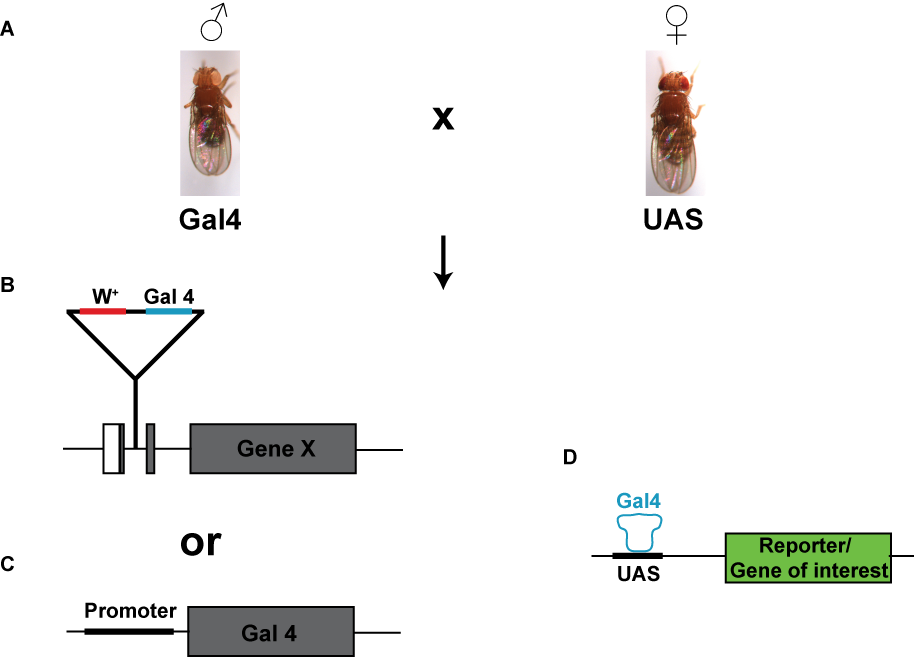 A
♂
♀
x
Gal4
UAS
B
W+
Gal 4
Gene X
or
C
Promoter
Gal 4
D
Gal4
UAS
Reporter/
Gene of interest